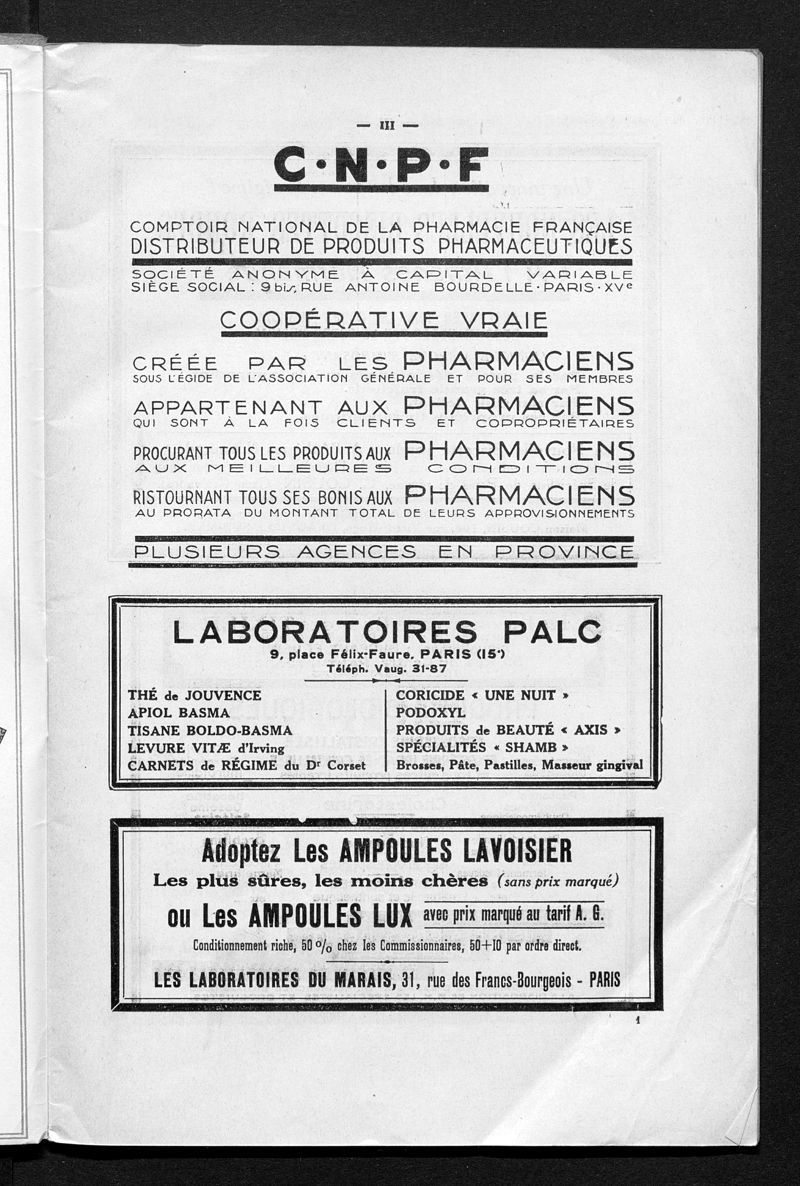 — III —
C·N·P·F
COMPTOIR NATIONAL DE LA PHARMACIE FRANÇAISE
DISTRIBUTEUR DE PRODUITS PHARMACEUTIQUES
SOCIÉTÉ ANONYME À CAPITAL VARIABLE
SIÈGE SOCIAL : 9 bis, RUE ANTOINE BOURDELLE · PARIS · XVe
COOPÉRATIVE VRAIE
CRÉÉE PAR LES PHARMACIENS
SOUS L'ÉGIDE DE L'ASSOCIATION GÉNÉRALE ET POUR SES MEMBRES
APPARTENANT AUX PHARMACIENS
QUI SONT À LA FOIS CLIENTS ET COPROPRIÉTAIRES
PROCURANT TOUS LES PRODUITS AUX PHARMACIENS
AUX MEILLEURES CONDITIONS
RISTOURNANT TOUS SES BONIS AUX PHARMACIENS
AU PRORATA DU MONTANT TOTAL DE LEURS APPROVISIONNEMENTS
PLUSIEURS AGENCES EN PROVINCE
LABORATOIRES PALC
9, place Félix-Faure, PARIS (15e)
Téléph. Vaug. 31-87
THÉ de JOUVENCE
APIOL BASMA
TISANE BOLDO-BASMA
LEVURE VITÆ d'Irving
CARNETS de RÉGIME du Dr Corset
CORICIDE « UNE NUIT »
PODOXYL
PRODUITS de BEAUTÉ « AXIS »
SPÉCIALITÉS « SHAMB »
Brosses, Pâte, Pastilles, Masseur gingival
Adoptez Les AMPOULES LAVOISIER
Les plus sûres, les moins chères (sans prix marqué)
ou Les AMPOULES LUX avec prix marqué au tarif A. G.
Conditionnement riche, 50 % chez les Commissionnaires, 50+10 par ordre direct.
LES LABORATOIRES DU MARAIS, 31, rue des Francs-Bourgeois - PARIS
1